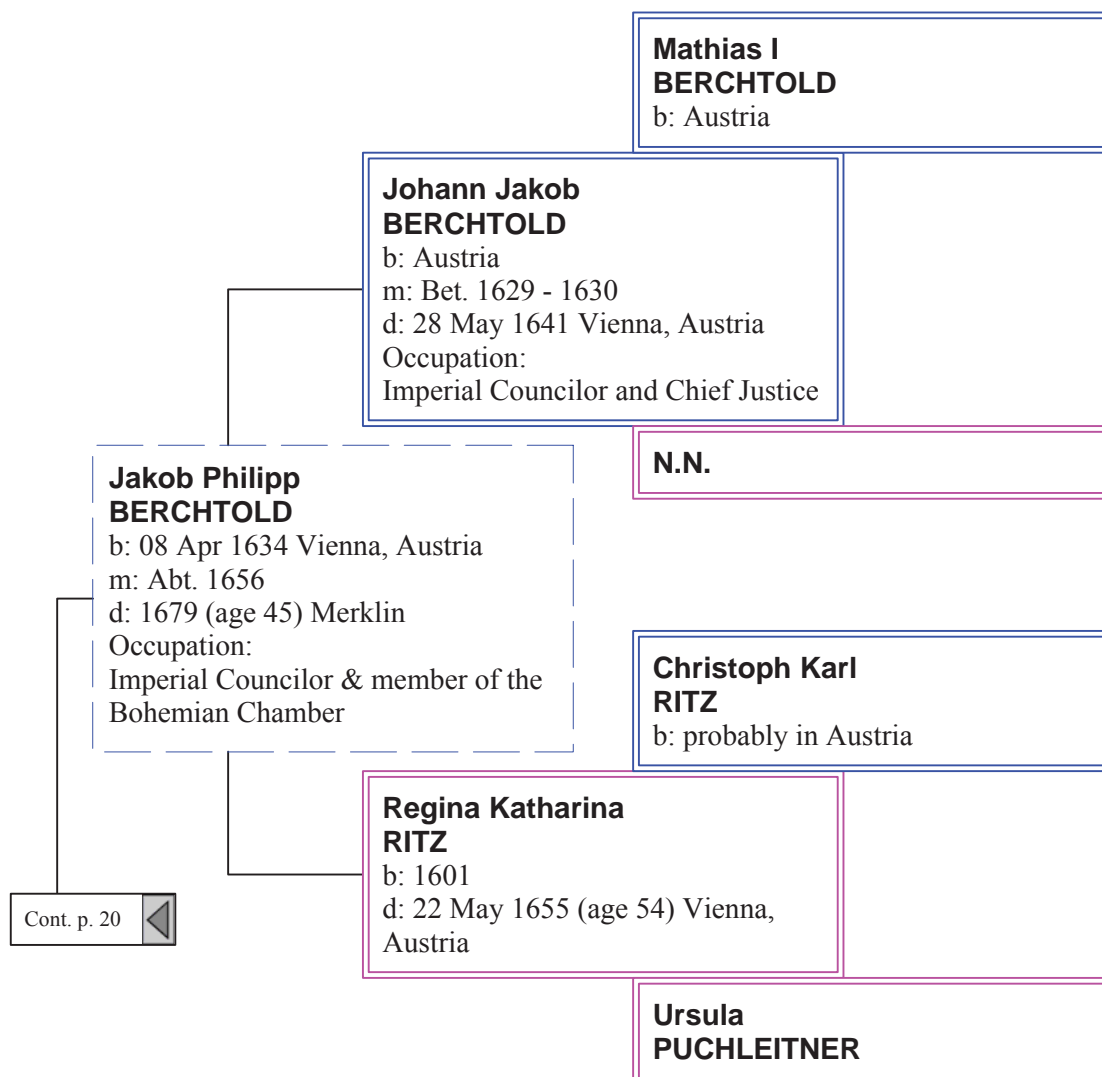 Mathias I
BERCHTOLD
b: Austria
Johann Jakob
BERCHTOLD
b: Austria
m: Bet. 1629 - 1630
d: 28 May 1641 Vienna, Austria
Occupation:
Imperial Councilor and Chief Justice
N.N.
Jakob Philipp
BERCHTOLD
b: 08 Apr 1634 Vienna, Austria
m: Abt. 1656
d: 1679 (age 45) Merklin
Occupation:
Imperial Councilor & member of the
Bohemian Chamber
Christoph Karl
RITZ
b: probably in Austria
Regina Katharina
RITZ
b: 1601
d: 22 May 1655 (age 54) Vienna,
Austria
Cont. p. 20
Ursula
PUCHLEITNER